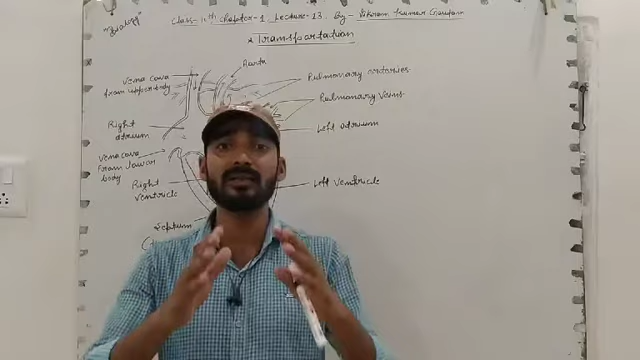 "Biology"
Class-10th chapter-1 Lecture-13. By- Vikram Kumar Gautam
* Transportation
Aorta
Vena cava
from upper body
Pulmonary arteries
Pulmonary Veins
Right
atrium
Left atrium
Vena cava
From lower
body
Right
ventricle
Left Ventricle
Septum